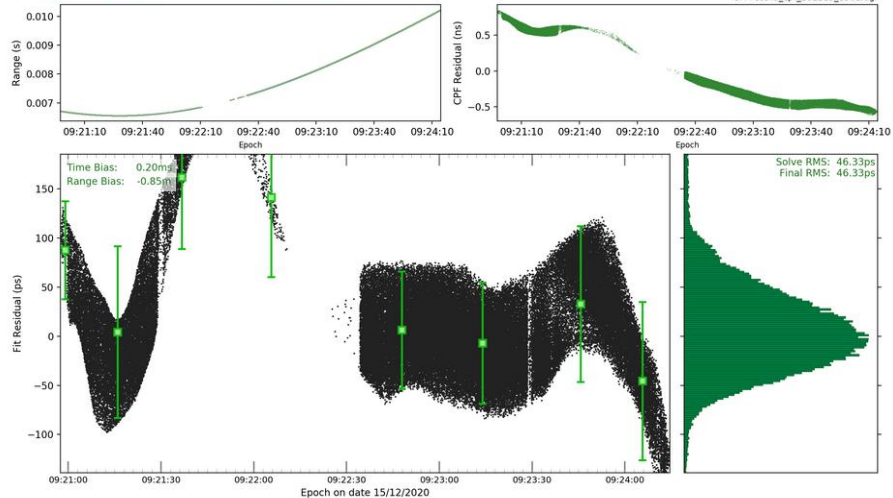 0.010
0.009
0.008
0.007
Range (s)
09:21:10 09:21:40 09:22:10 09:22:40 09:23:10 09:23:40 09:24:10
Epoch
0.5
0.0
−0.5
CPF Residual (ns)
09:21:10 09:21:40 09:22:10 09:22:40 09:23:10 09:23:40 09:24:10
Epoch
Time Bias: 0.20ms
Range Bias: -0.85m
150
100
50
0
−50
−100
Fit Residual (ps)
09:21:00 09:21:30 09:22:00 09:22:30 09:23:00 09:23:30 09:24:00
Epoch on date 15/12/2020
Solve RMS: 46.33ps
Final RMS: 46.33ps